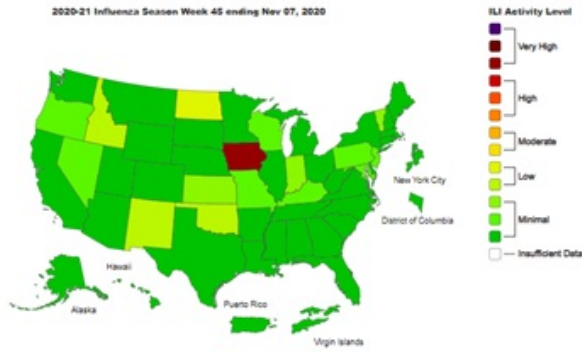 2020-21 Influenza Season Week 45 ending Nov 07, 2020
ILI Activity Level
Very High
High
Moderate
Low
Minimal
Insufficient Data
New York City
District of Columbia
Hawaii
Alaska
Puerto Rico
Virgin Islands